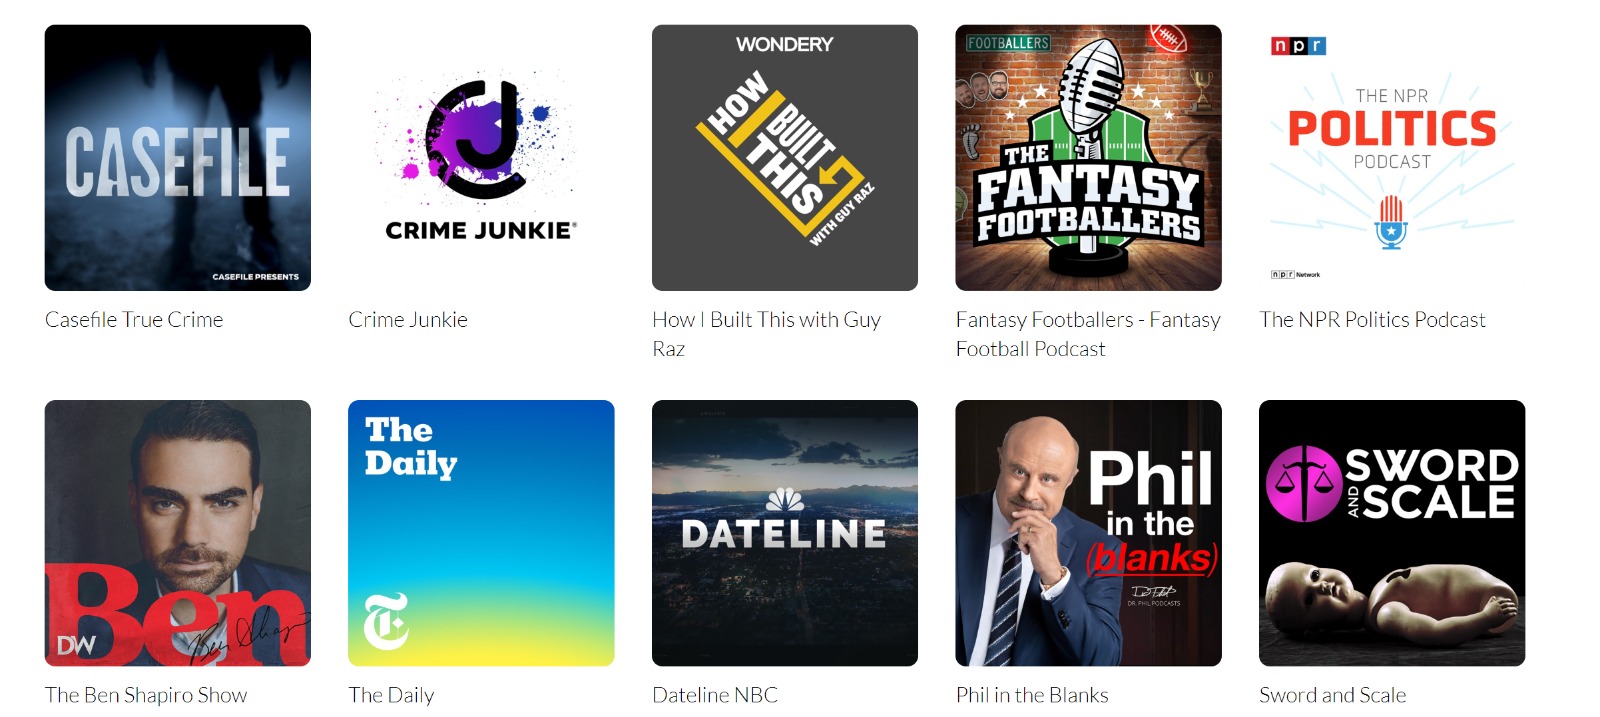 CASEFILE
CASEFILE PRESENTS
CJ
CRIME JUNKIE®
WONDERY
HOW
I BUILT
THIS
WITH GUY RAZ
FOOTBALLERS
THE
FANTASY
FOOTBALLERS
npr
THE NPR
POLITICS
PODCAST
npr Network
Casefile True Crime
Crime Junkie
How I Built This with Guy
Raz
Fantasy Footballers - Fantasy
Football Podcast
The NPR Politics Podcast
Ben
DW
Ben Shapiro
The
Daily
T
DATELINE
Phil
in the
(blanks)
DR. PHIL PODCASTS
SWORD
AND SCALE
The Ben Shapiro Show
The Daily
Dateline NBC
Phil in the Blanks
Sword and Scale